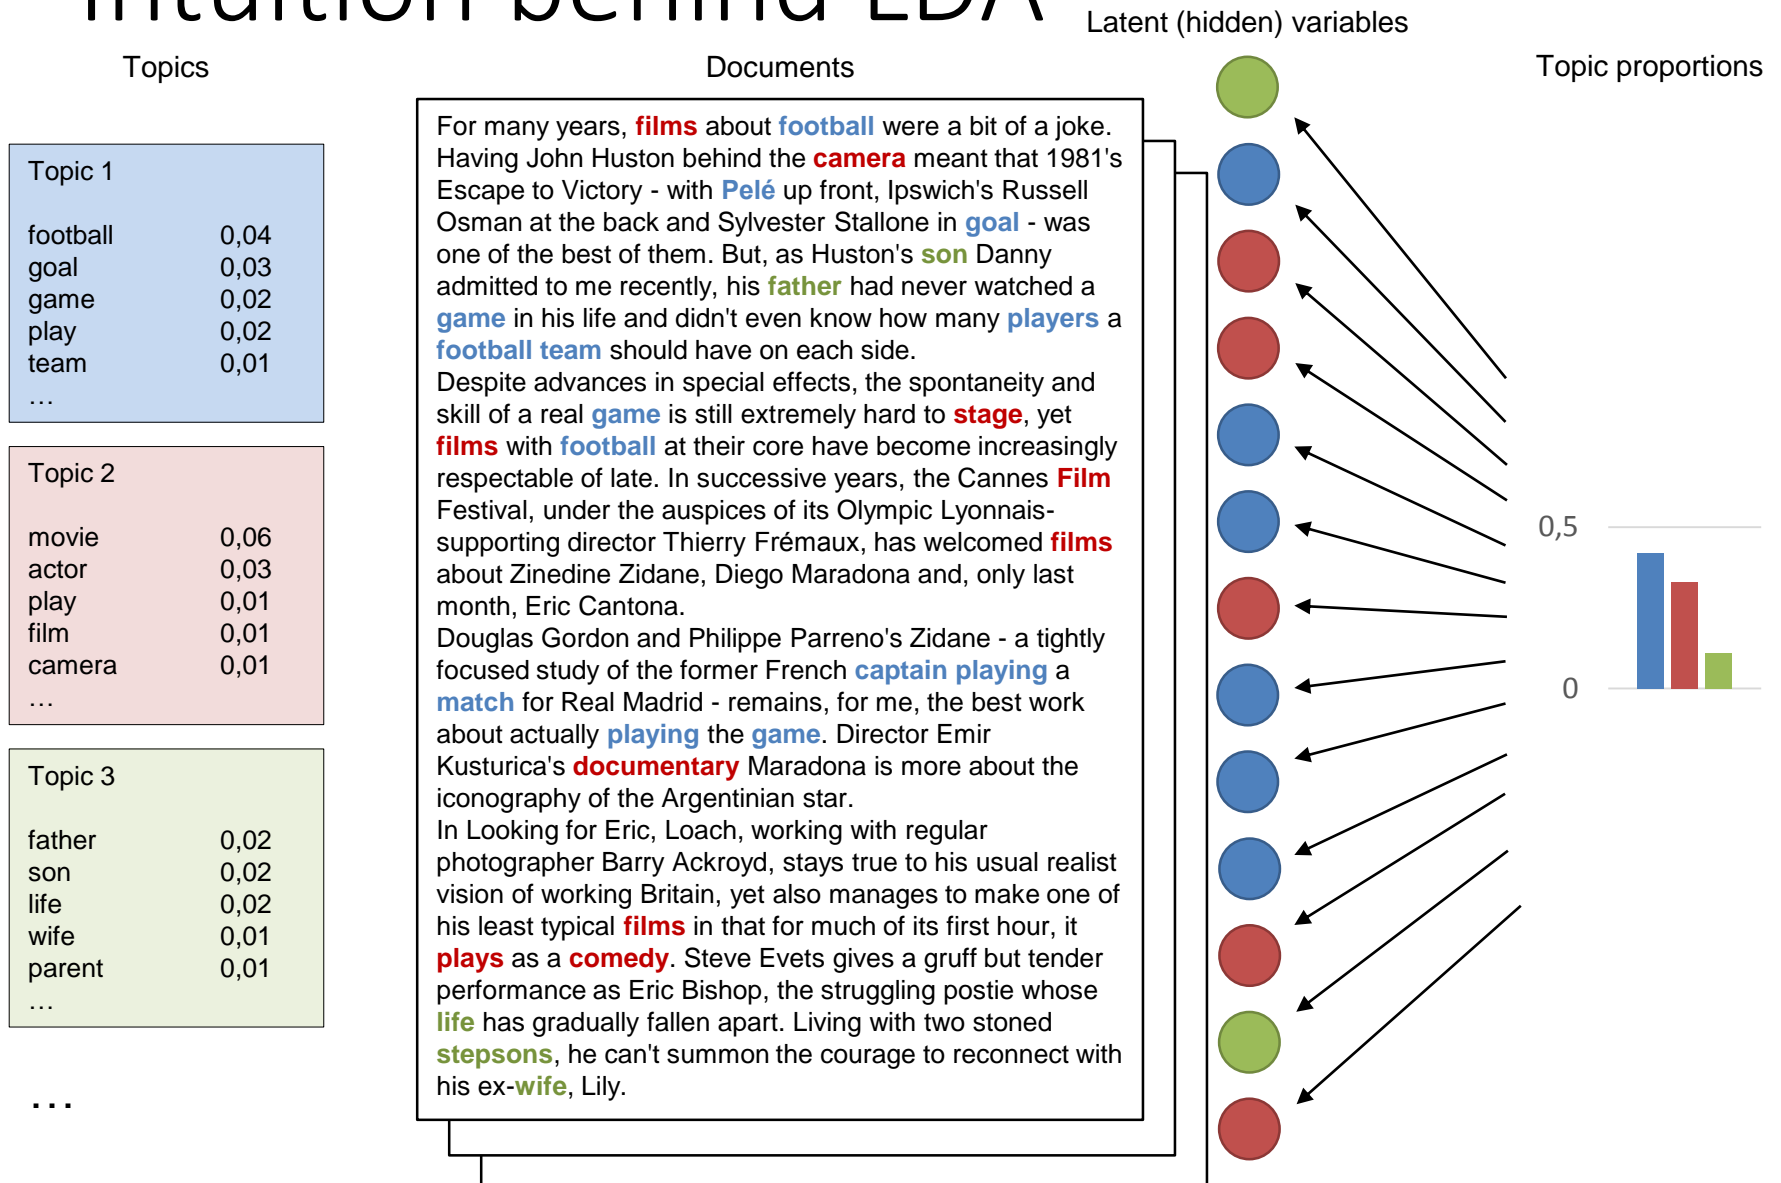 Intuition behind LDA
Latent (hidden) variables
Topics
Documents
Topic proportions
Topic 1
football 0,04
goal 0,03
game 0,02
play 0,02
team 0,01
…
Topic 2
movie 0,06
actor 0,03
play 0,01
film 0,01
camera 0,01
…
Topic 3
father 0,02
son 0,02
life 0,02
wife 0,01
parent 0,01
…
…
For many years, films about football were a bit of a joke.
Having John Huston behind the camera meant that 1981's
Escape to Victory - with Pelé up front, Ipswich's Russell
Osman at the back and Sylvester Stallone in goal - was
one of the best of them. But, as Huston's son Danny
admitted to me recently, his father had never watched a
game in his life and didn't even know how many players a
football team should have on each side.
Despite advances in special effects, the spontaneity and
skill of a real game is still extremely hard to stage, yet
films with football at their core have become increasingly
respectable of late. In successive years, the Cannes Film
Festival, under the auspices of its Olympic Lyonnais-
supporting director Thierry Frémaux, has welcomed films
about Zinedine Zidane, Diego Maradona and, only last
month, Eric Cantona.
Douglas Gordon and Philippe Parreno's Zidane - a tightly
focused study of the former French captain playing a
match for Real Madrid - remains, for me, the best work
about actually playing the game. Director Emir
Kusturica's documentary Maradona is more about the
iconography of the Argentinian star.
In Looking for Eric, Loach, working with regular
photographer Barry Ackroyd, stays true to his usual realist
vision of working Britain, yet also manages to make one of
his least typical films in that for much of its first hour, it
plays as a comedy. Steve Evets gives a gruff but tender
performance as Eric Bishop, the struggling postie whose
life has gradually fallen apart. Living with two stoned
stepsons, he can't summon the courage to reconnect with
his ex-wife, Lily.
0,5
0